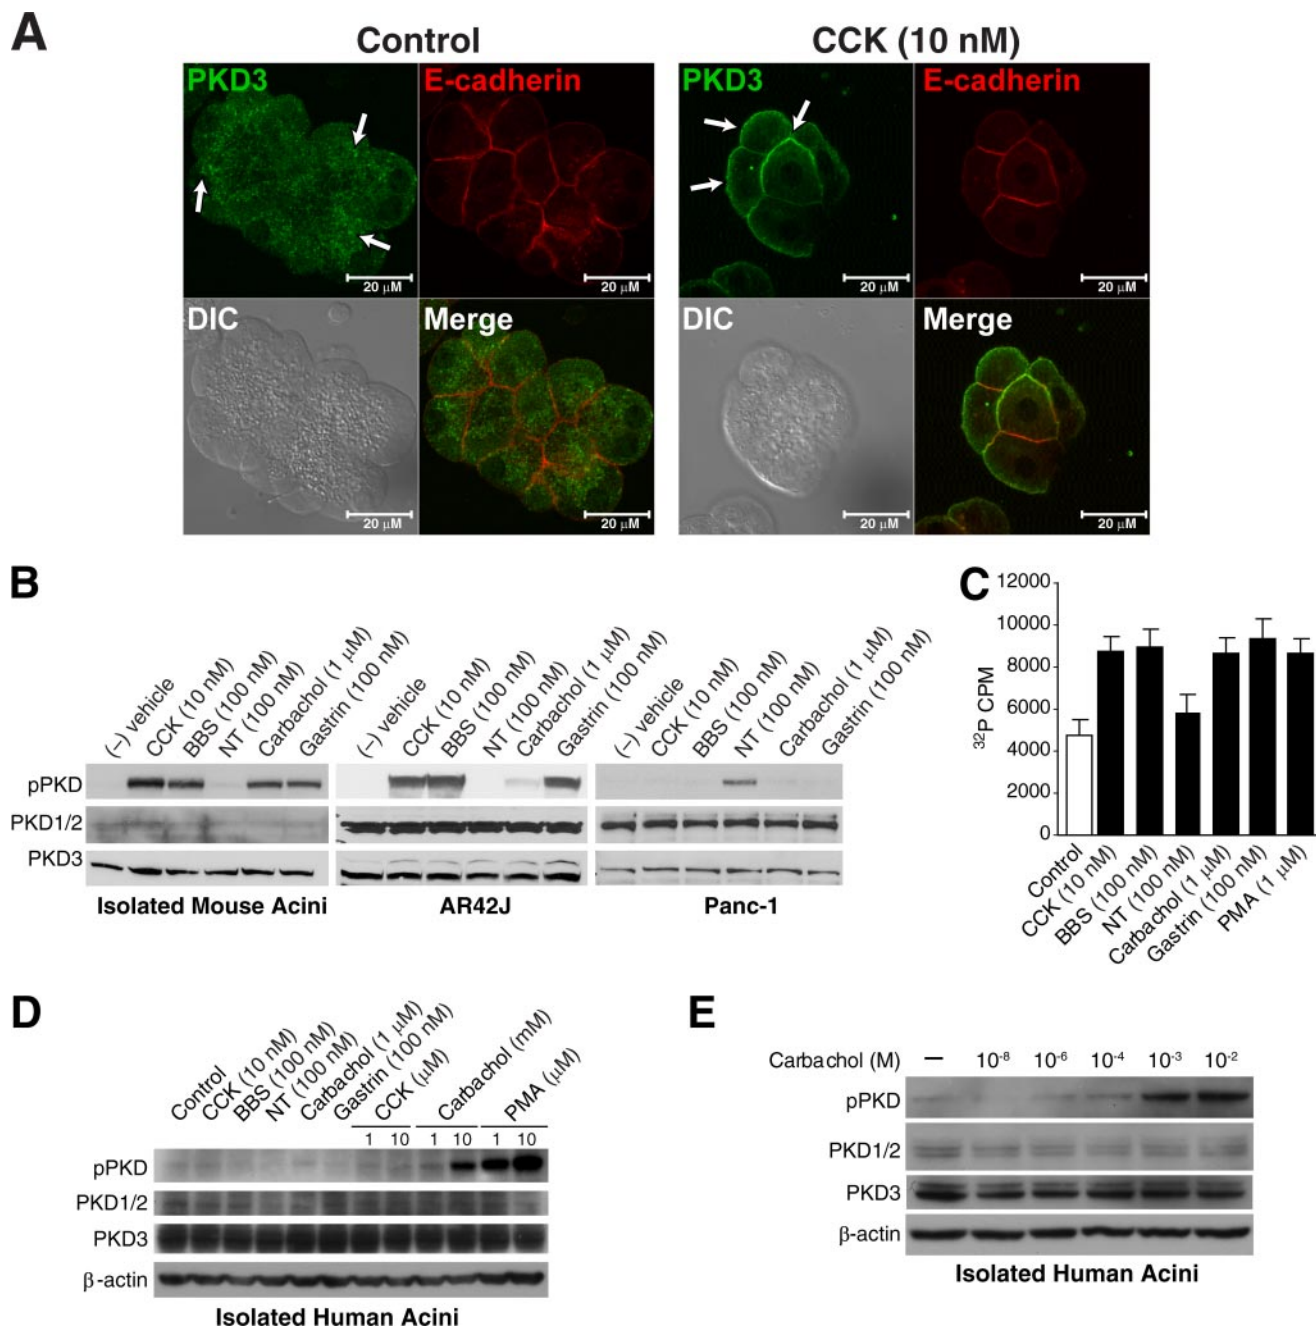 A
Control
CCK (10 nM)
PKD3
E-cadherin
PKD3
E-cadherin
20 μM
20 μM
20 μM
20 μM
DIC
Merge
DIC
Merge
20 μM
20 μM
20 μM
20 μM
B
(–) vehicle
CCK (10 nM)
BBS (100 nM)
NT (100 nM)
Carbachol (1 μM)
Gastrin (100 nM)
(–) vehicle
CCK (10 nM)
BBS (100 nM)
NT (100 nM)
Carbachol (1 μM)
Gastrin (100 nM)
(–) vehicle
CCK (10 nM)
BBS (100 nM)
NT (100 nM)
Carbachol (1 μM)
Gastrin (100 nM)
pPKD
PKD1/2
PKD3
Isolated Mouse Acini
AR42J
Panc-1
C
³²P CPM
12000
10000
8000
6000
4000
2000
0
Control
CCK (10 nM)
BBS (100 nM)
NT (100 nM)
Carbachol (1 μM)
Gastrin (100 nM)
PMA (1 μM)
D
Control
CCK (10 nM)
BBS (100 nM)
NT (100 nM)
Carbachol (1 μM)
Gastrin (100 nM)
CCK (μM)
Carbachol (mM)
PMA (μM)
1 10 1 10 1 10
pPKD
PKD1/2
PKD3
β-actin
Isolated Human Acini
E
Carbachol (M) – 10⁻⁸ 10⁻⁶ 10⁻⁴ 10⁻³ 10⁻²
pPKD
PKD1/2
PKD3
β-actin
Isolated Human Acini